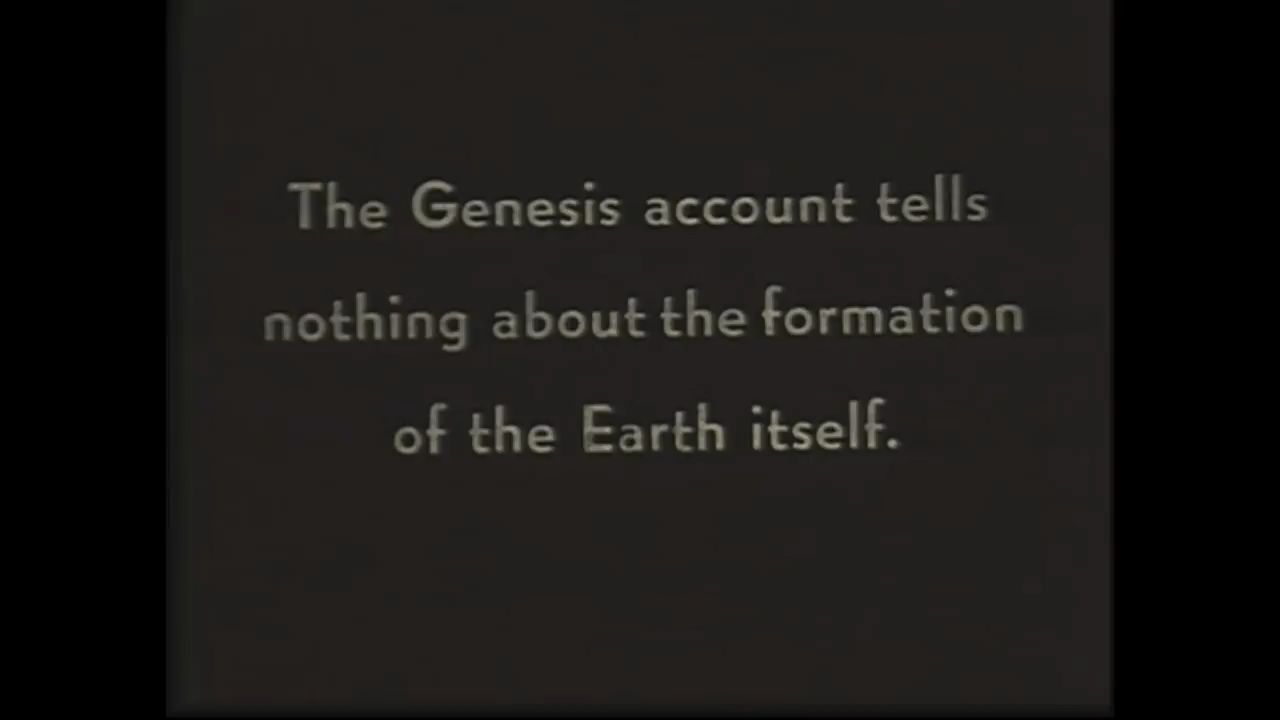 The Genesis account tells
nothing about the formation
of the Earth itself.